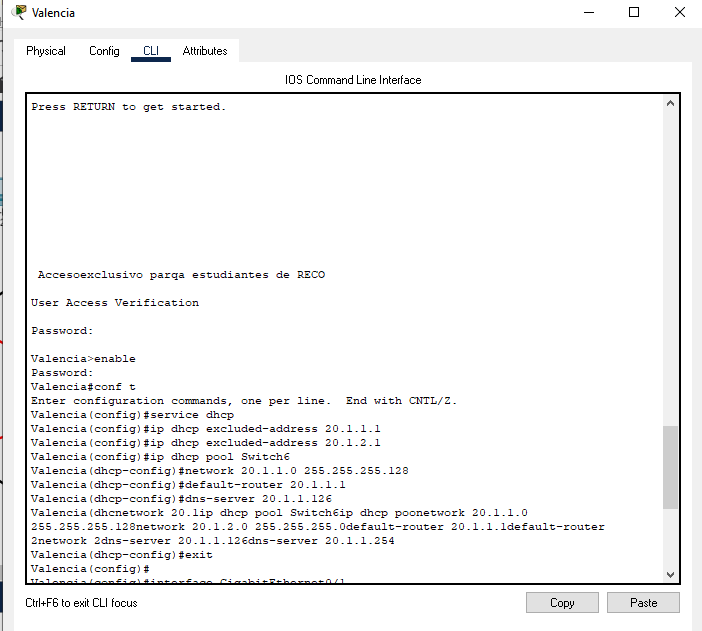 Valencia
Physical Config CLI Attributes
IOS Command Line Interface
Press RETURN to get started.
Accesoexclusivo parqa estudiantes de RECO
User Access Verification
Password:
Valencia>enable
Password:
Valencia#conf t
Enter configuration commands, one per line.  End with CNTL/Z.
Valencia(config)#service dhcp
Valencia(config)#ip dhcp excluded-address 20.1.1.1
Valencia(config)#ip dhcp excluded-address 20.1.2.1
Valencia(config)#ip dhcp pool Switch6
Valencia(dhcp-config)#network 20.1.1.0 255.255.255.128
Valencia(dhcp-config)#default-router 20.1.1.1
Valencia(dhcp-config)#dns-server 20.1.1.126
Valencia(dhcnetwork 20.1ip dhcp pool Switch6ip dhcp poonetwork 20.1.1.0
255.255.255.128network 20.1.2.0 255.255.255.0default-router 20.1.1.1default-router
2network 2dns-server 20.1.1.126dns-server 20.1.1.254
Valencia(dhcp-config)#exit
Valencia(config)#
Valencia(config)#interface GigabitEthernet0/1
Ctrl+F6 to exit CLI focus
Copy Paste